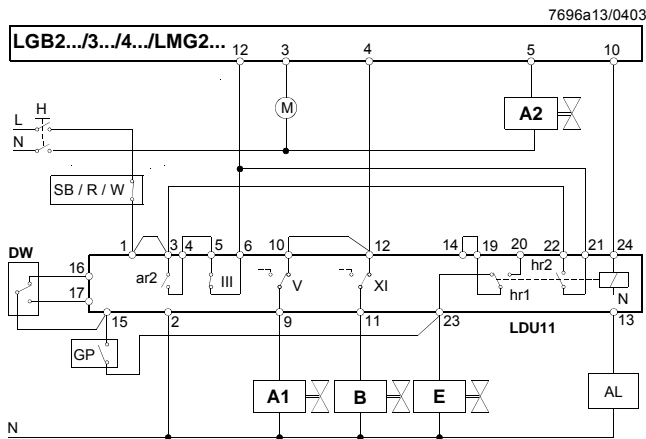 7696a13/0403
LGB2.../3.../4.../LMG2...
12 3 4 5 10
M
A2
H
L
N
SB / R / W
1 3 4 5 6 10 12 14 19 20 22 21 24
DW
16
17
ar2 III V XI hr1 hr2 N
15 2 9 11 23 LDU11 13
GP
A1 B E AL
N